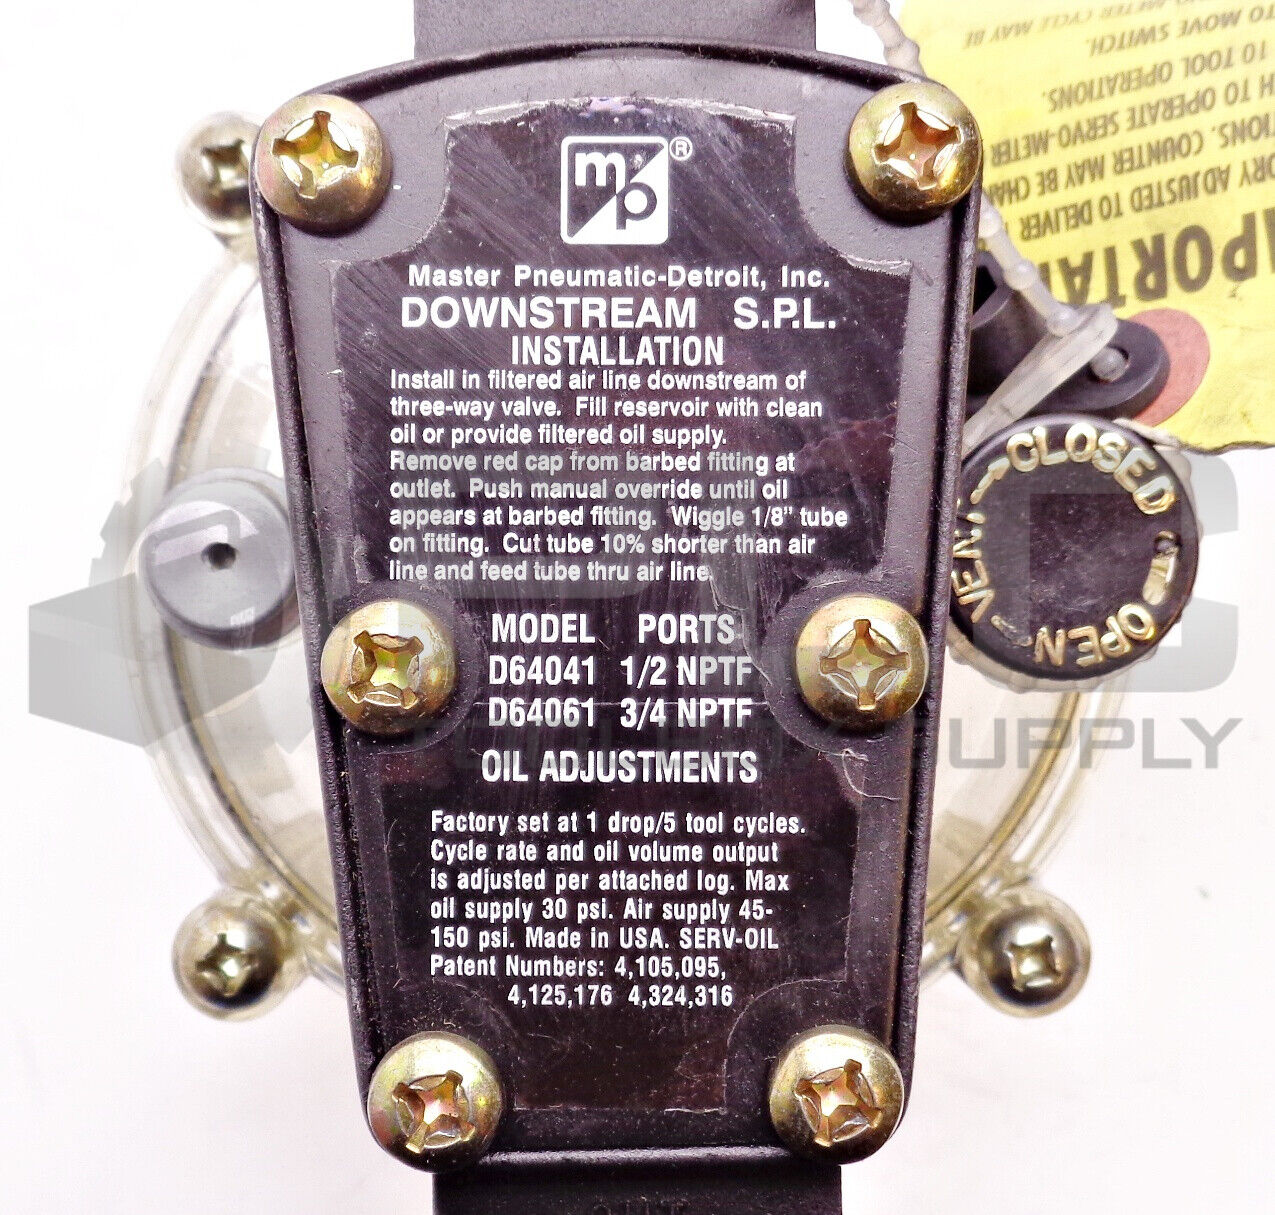 mp®
Master Pneumatic-Detroit, Inc.
DOWNSTREAM S.P.L.
INSTALLATION
Install in filtered air line downstream of
three-way valve. Fill reservoir with clean
oil or provide filtered oil supply.
Remove red cap from barbed fitting at
outlet. Push manual override until oil
appears at barbed fitting. Wiggle 1/8” tube
on fitting. Cut tube 10% shorter than air
line and feed tube thru air line.
MODEL PORTS
D64041 1/2 NPTF
D64061 3/4 NPTF
OIL ADJUSTMENTS
Factory set at 1 drop/5 tool cycles.
Cycle rate and oil volume output
is adjusted per attached log. Max
oil supply 30 psi. Air supply 45-
150 psi. Made in USA. SERV-OIL
Patent Numbers: 4,105,095,
4,125,176 4,324,316
CLOSED
OPEN
VENT
ADJUSTED TO DELIVER
COUNTER MAY BE
TO OPERATE SERVO-METER
10 TOOL OPERATIONS.
TO MOVE SWITCH.
CYCLE MAY BE
SUPPLY